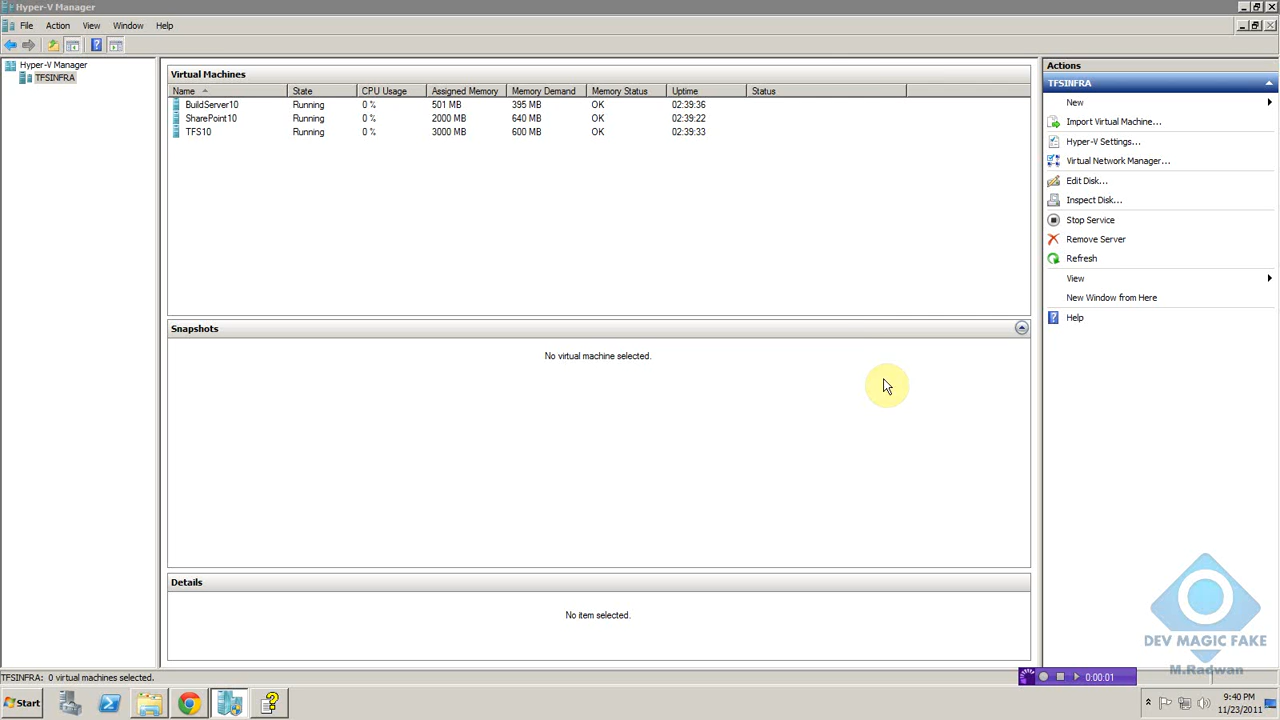 Hyper-V Manager
File Action View Window Help
Hyper-V Manager
TFSINFRA
Virtual Machines
Name State CPU Usage Assigned Memory Memory Demand Memory Status Uptime Status
BuildServer10 Running 0 % 501 MB 395 MB OK 02:39:36
SharePoint10 Running 0 % 2000 MB 640 MB OK 02:39:22
TFS10 Running 0 % 3000 MB 600 MB OK 02:39:33
Snapshots
No virtual machine selected.
Details
No item selected.
Actions
TFSINFRA
New
Import Virtual Machine...
Hyper-V Settings...
Virtual Network Manager...
Edit Disk...
Inspect Disk...
Stop Service
Remove Server
Refresh
View
New Window from Here
Help
DEV MAGIC FAKE
M.Radwan
TFSINFRA: 0 virtual machines selected.
0:00:01
Start
9:40 PM
11/23/2011